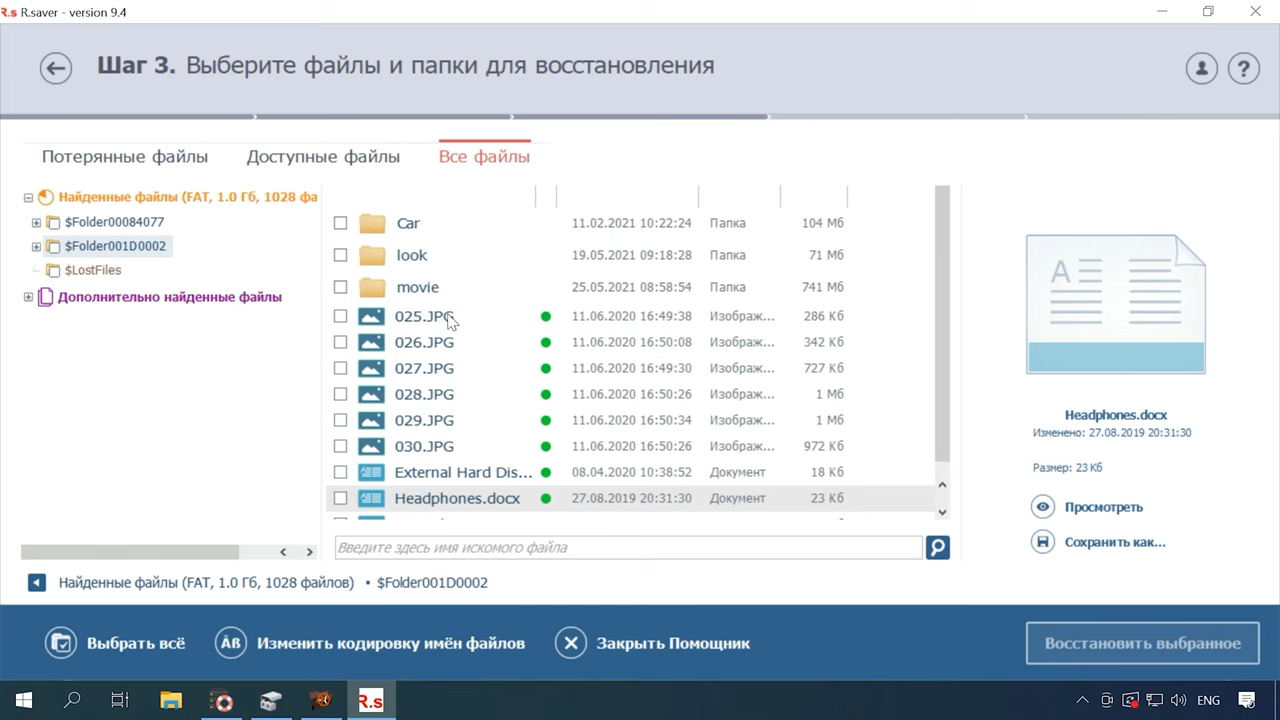 R.s R.saver - version 9.4
Шаг 3. Выберите файлы и папки для восстановления
?
Потерянные файлы Доступные файлы Все файлы
Найденные файлы (FAT, 1.0 Гб, 1028 фа
$Folder00084077
$Folder001D0002
$LostFiles
Дополнительно найденные файлы
Car 11.02.2021 10:22:24 Папка 104 Мб
look 19.05.2021 09:18:28 Папка 71 Мб
movie 25.05.2021 08:58:54 Папка 741 Мб
025.JPG 11.06.2020 16:49:38 Изображ... 286 Кб
026.JPG 11.06.2020 16:50:08 Изображ... 342 Кб
027.JPG 11.06.2020 16:49:30 Изображ... 727 Кб
028.JPG 11.06.2020 16:50:26 Изображ... 1 Мб
029.JPG 11.06.2020 16:50:34 Изображ... 1 Мб
030.JPG 11.06.2020 16:50:26 Изображ... 972 Кб
External Hard Dis... 08.04.2020 10:38:52 Документ 18 Кб
Headphones.docx 27.08.2019 20:31:30 Документ 23 Кб
A
Headphones.docx
Изменено: 27.08.2019 20:31:30
Размер: 23 Кб
Просмотреть
Сохранить как...
Введите здесь имя искомого файла
Найденные файлы (FAT, 1.0 Гб, 1028 файлов) • $Folder001D0002
Выбрать всё Äß Изменить кодировку имён файлов Закрыть Помощник Восстановить выбранное
R.s ENG